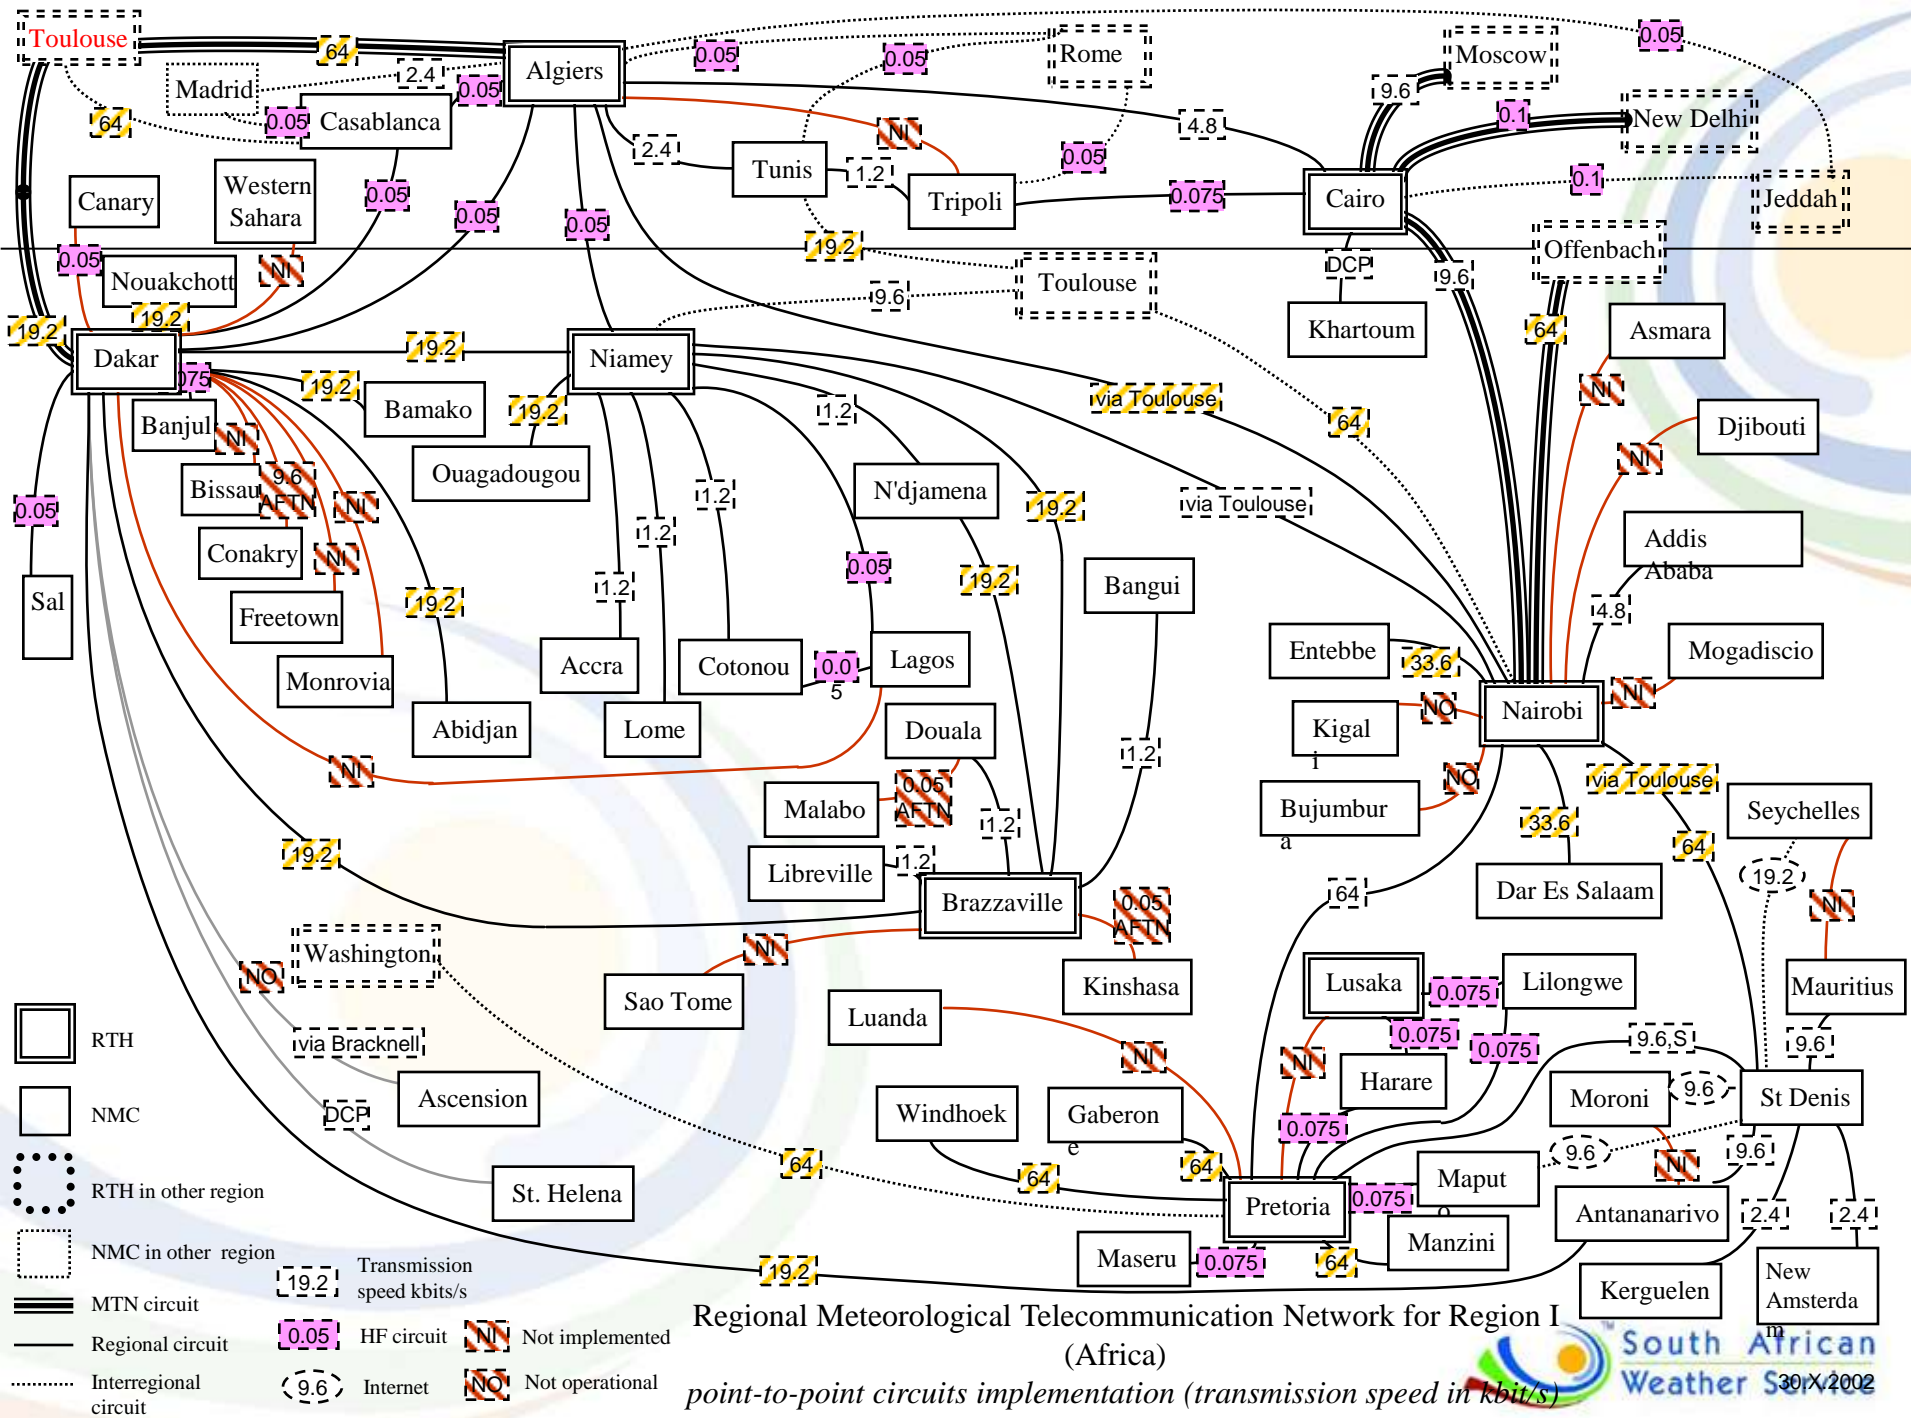 Toulouse
64
Algiers
0.05
0.05
Rome
0.05
Moscow
Madrid
2.4
0.05
9.6
0.1
New Delhi
64
0.05
Casablanca
NI
4.8
2.4
Tunis
1.2
0.05
Tripoli
0.075
Cairo
0.1
Jeddah
Canary
Western
Sahara
0.05
0.05
0.05
19.2
Offenbach
0.05
NI
Nouakchott
19.2
19.2
9.6
Toulouse
DCP
9.6
Khartoum
64
Asmara
Dakar
19.2
Niamey
075
19.2
Bamako
19.2
1.2
via Toulouse
64
NI
Djibouti
Banjul
NI
NI
Ouagadougou
Bissau
9.6
AFTN
NI
1.2
N'djamena
19.2
via Toulouse
0.05
Conakry
NI
1.2
0.05
Addis
Ababa
Sal
Freetown
19.2
1.2
19.2
Bangui
4.8
Monrovia
Accra
Cotonou
0.0
5
Lagos
Entebbe
33.6
Mogadiscio
NI
Abidjan
Lome
Douala
Kigal
i
NO
Nairobi
NI
1.2
Malabo
0.05
AFTN
1.2
Bujumbur
a
NO
33.6
via Toulouse
Seychelles
19.2
Libreville
1.2
64
19.2
Brazzaville
0.05
AFTN
64
Dar Es Salaam
NI
Washington
NI
NO
Sao Tome
Kinshasa
Luanda
Lusaka
0.075
Lilongwe
Mauritius
RTH
via Bracknell
NI
NI
0.075
0.075
9.6,S
9.6
Harare
NMC
Ascension
DCP
Windhoek
Gaberon
e
0.075
Moroni
9.6
St Denis
RTH in other region
St. Helena
64
64
64
9.6
NI
9.6
Pretoria
0.075
Maput
o
Antananarivo
2.4
2.4
NMC in other region
Maseru
0.075
64
Manzini
19.2
Transmission
speed kbits/s
19.2
Kerguelen
New
Amsterda
m
MTN circuit
Regional circuit
0.05
HF circuit
NI
Not implemented
Interregional
circuit
9.6
Internet
NO
Not operational
Regional Meteorological Telecommunication Network for Region I
(Africa)
point-to-point circuits implementation (transmission speed in kbit/s)
TM
South African
Weather Service
30.X.2002